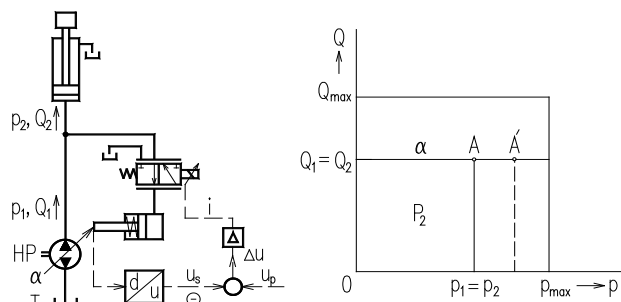 p₂, Q₂
p₁, Q₁
HP
α
T
d
u
uₛ
⊖
i
Δ
Δu
uₚ
Q
Qmax
Q₁ = Q₂
α
A
A′
P₂
0
p₁ = p₂
pmax
p